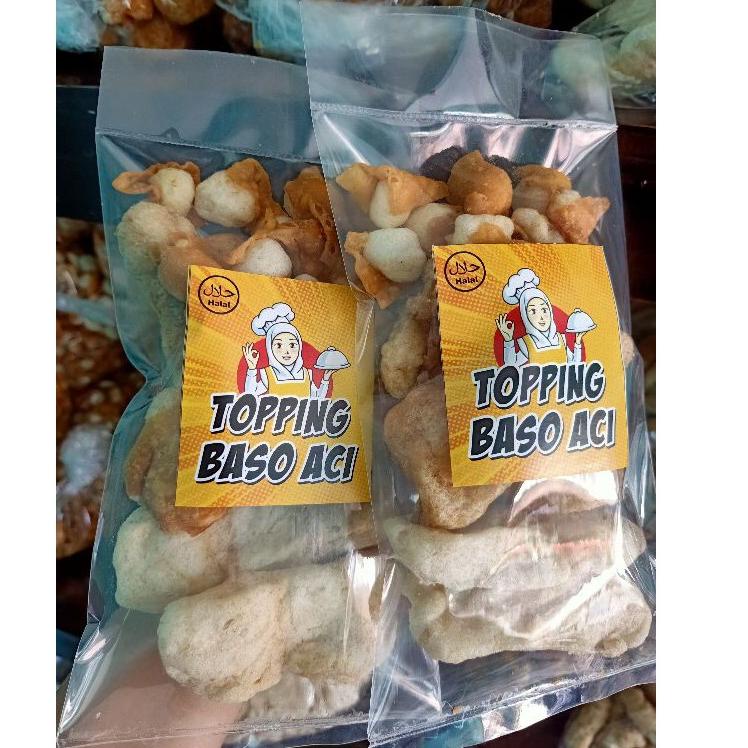 حلال
Halal
TOPPING
BASO ACI
حلال
Halal
TOPPING
BASO ACI